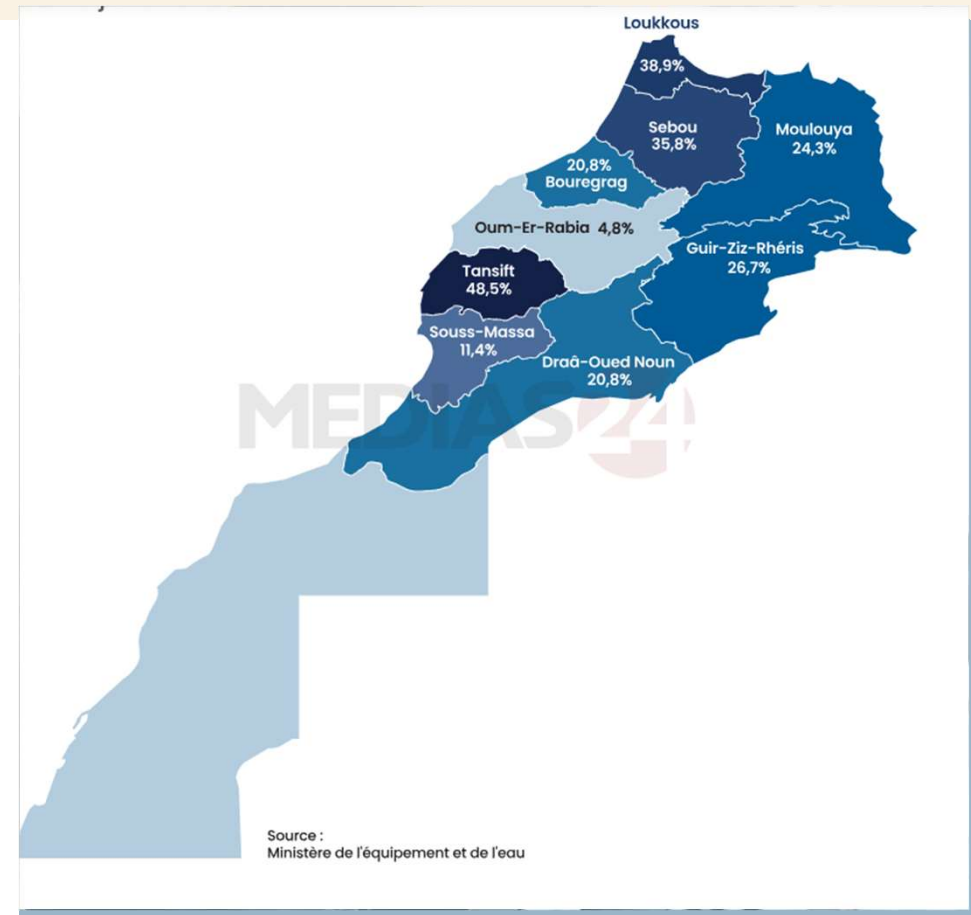 Loukkous
38,9%
Sebou
35,8%
Moulouya
24,3%
20,8%
Bouregrag
Oum-Er-Rabia 4,8%
Guir-Ziz-Rhéris
26,7%
Tansift
48,5%
Souss-Massa
11,4%
Draâ-Oued Noun
20,8%
MEDIAS24
Source :
Ministère de l'équipement et de l'eau